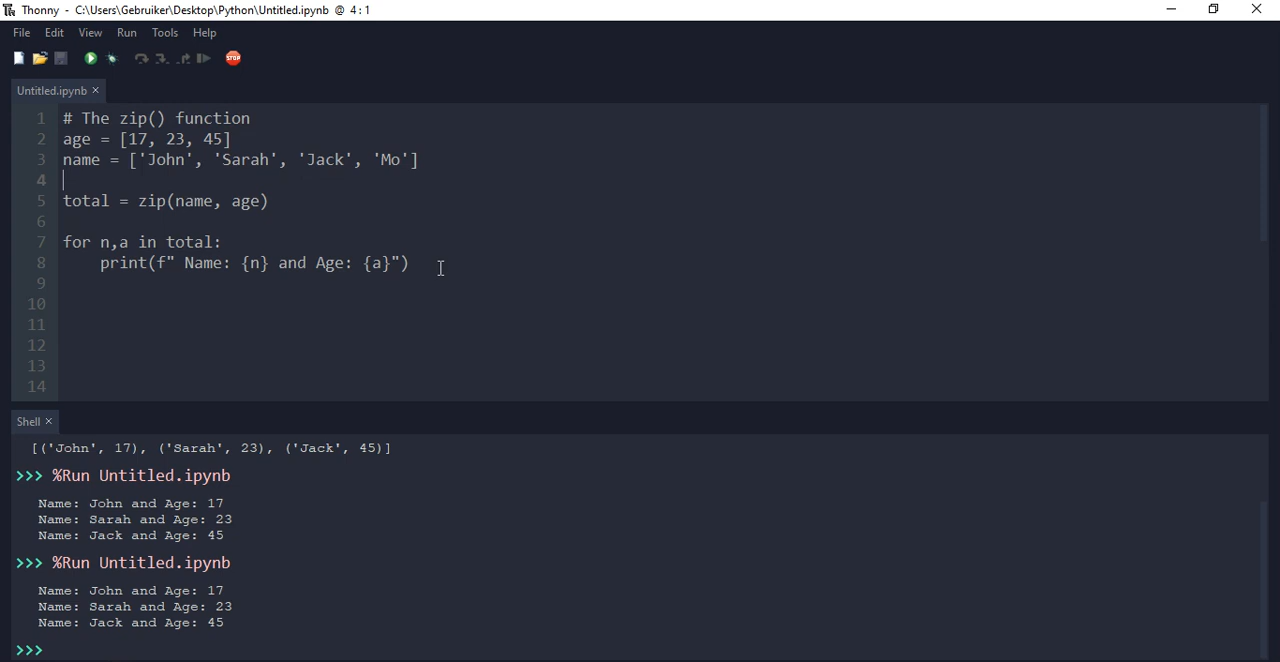 Thonny - C:\Users\Gebruiker\Desktop\Python\Untitled.ipynb @ 4:1
File Edit View Run Tools Help
STOP
Untitled.ipynb ×
1 # The zip() function
2 age = [17, 23, 45]
3 name = ['John', 'Sarah', 'Jack', 'Mo']
4
5 total = zip(name, age)
6
7 for n,a in total:
8     print(f" Name: {n} and Age: {a}")
9
10
11
12
13
14
Shell ×
[('John', 17), ('Sarah', 23), ('Jack', 45)]
>>> %Run Untitled.ipynb
Name: John and Age: 17
Name: Sarah and Age: 23
Name: Jack and Age: 45
>>> %Run Untitled.ipynb
Name: John and Age: 17
Name: Sarah and Age: 23
Name: Jack and Age: 45
>>>